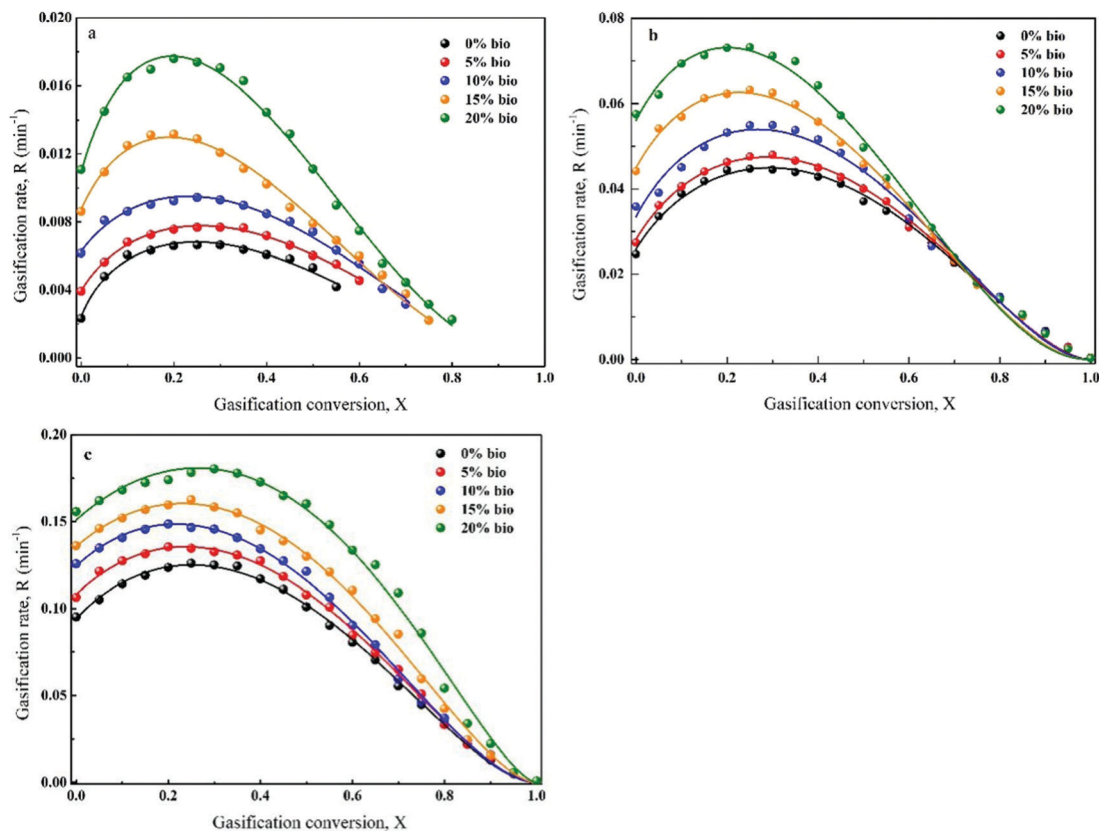 a
0% bio
5% bio
10% bio
15% bio
20% bio
0.020
0.016
0.012
0.008
0.004
0.000
Gasification rate, R (min⁻¹)
0.0 0.2 0.4 0.6 0.8 1.0
Gasification conversion, X
b
0% bio
5% bio
10% bio
15% bio
20% bio
0.08
0.06
0.04
0.02
0.00
Gasification rate, R (min⁻¹)
0.0 0.2 0.4 0.6 0.8 1.0
Gasification conversion, X
c
0% bio
5% bio
10% bio
15% bio
20% bio
0.20
0.15
0.10
0.05
0.00
Gasification rate, R (min⁻¹)
0.0 0.2 0.4 0.6 0.8 1.0
Gasification conversion, X